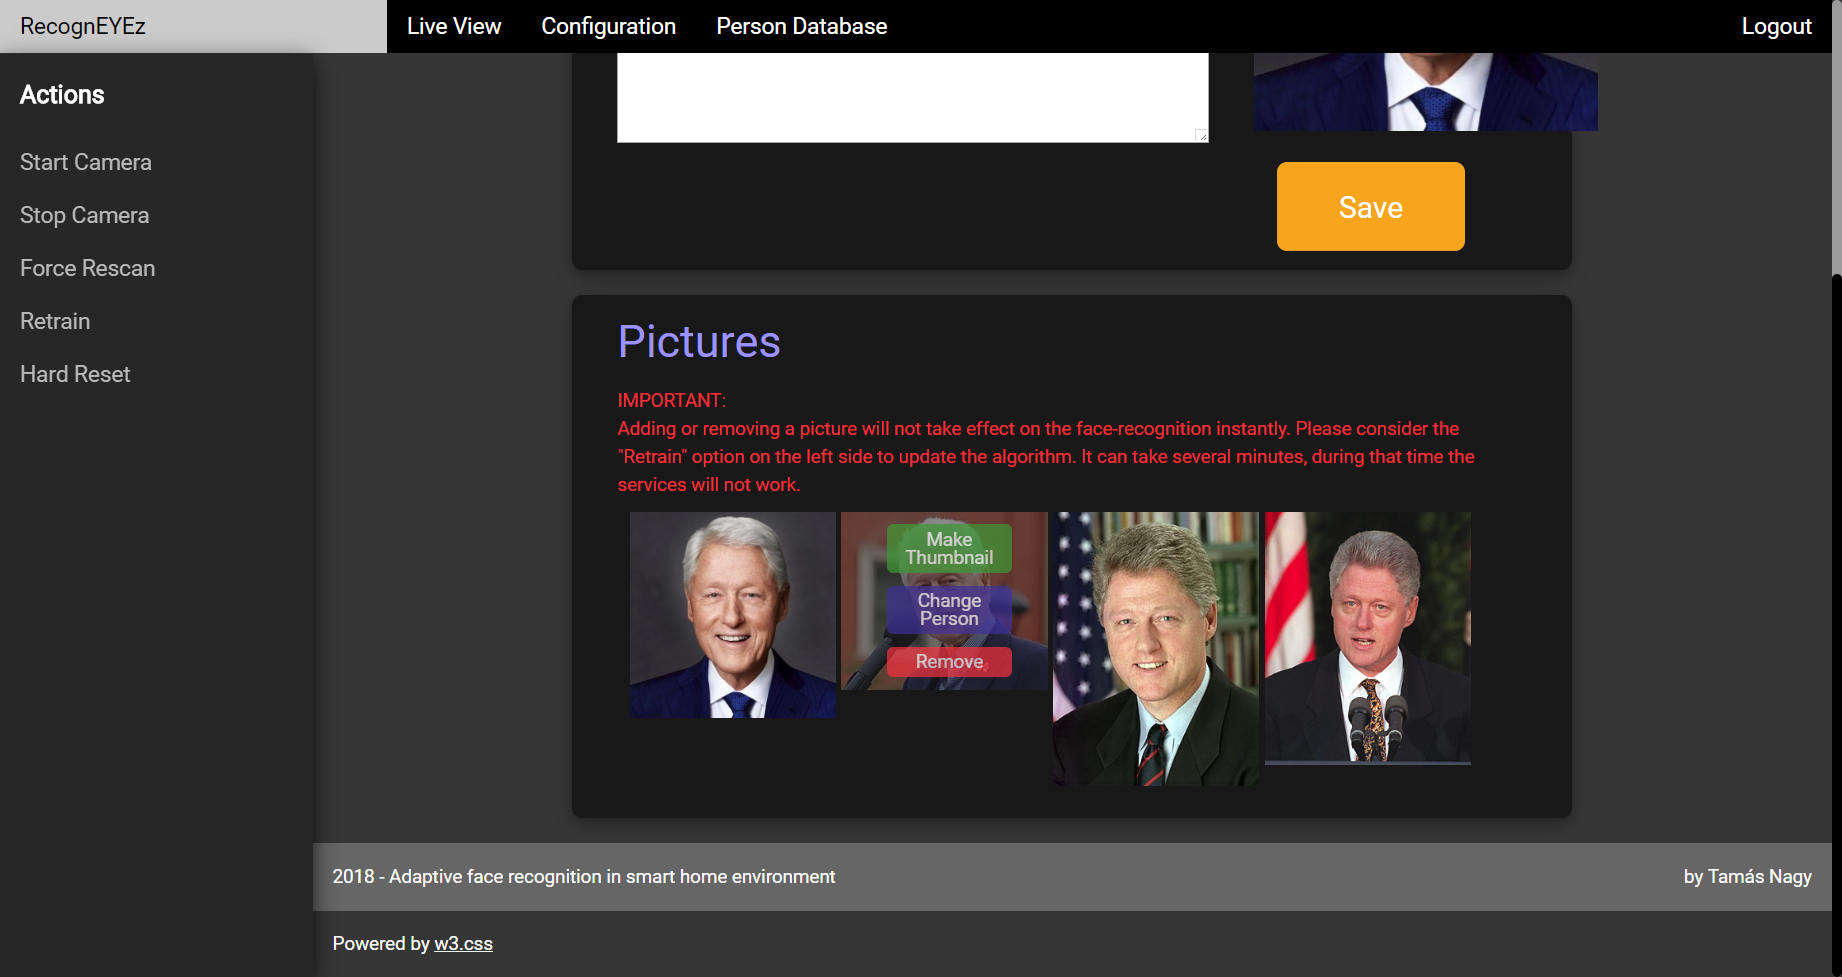 RecognEYEz
Live View
Configuration
Person Database
Logout
Actions
Start Camera
Stop Camera
Force Rescan
Retrain
Hard Reset
Save
Pictures
IMPORTANT:
Adding or removing a picture will not take effect on the face-recognition instantly. Please consider the
"Retrain" option on the left side to update the algorithm. It can take several minutes, during that time the
services will not work.
Make
Thumbnail
Change
Person
Remove
2018 - Adaptive face recognition in smart home environment
by Tamás Nagy
Powered by w3.css